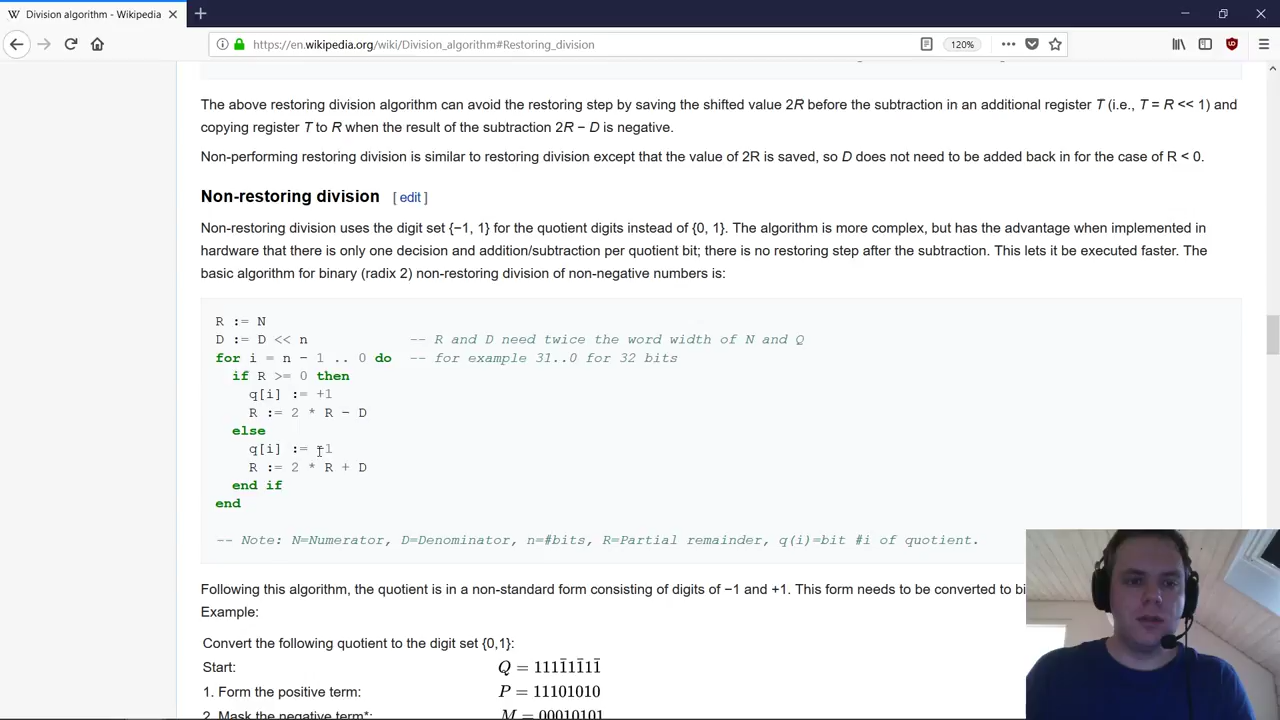 Division algorithm - Wikipedia
https://en.wikipedia.org/wiki/Division_algorithm#Restoring_division
120%
The above restoring division algorithm can avoid the restoring step by saving the shifted value 2R before the subtraction in an additional register T (i.e., T = R << 1) and
copying register T to R when the result of the subtraction 2R − D is negative.
Non-performing restoring division is similar to restoring division except that the value of 2R is saved, so D does not need to be added back in for the case of R < 0.
Non-restoring division [ edit ]
Non-restoring division uses the digit set {−1, 1} for the quotient digits instead of {0, 1}. The algorithm is more complex, but has the advantage when implemented in
hardware that there is only one decision and addition/subtraction per quotient bit; there is no restoring step after the subtraction. This lets it be executed faster. The
basic algorithm for binary (radix 2) non-restoring division of non-negative numbers is:
R := N
D := D << n -- R and D need twice the word width of N and Q
for i = n − 1 .. 0 do -- for example 31..0 for 32 bits
if R >= 0 then
q[i] := +1
R := 2 * R − D
else
q[i] := −1
R := 2 * R + D
end if
end
-- Note: N=Numerator, D=Denominator, n=#bits, R=Partial remainder, q(i)=bit #i of quotient.
Following this algorithm, the quotient is in a non-standard form consisting of digits of −1 and +1. This form needs to be converted to bi
Example:
Convert the following quotient to the digit set {0,1}:
Start: Q = 1111̄11̄11̄
1. Form the positive term: P = 11101010
2. Mask the negative term*: M = 00010101